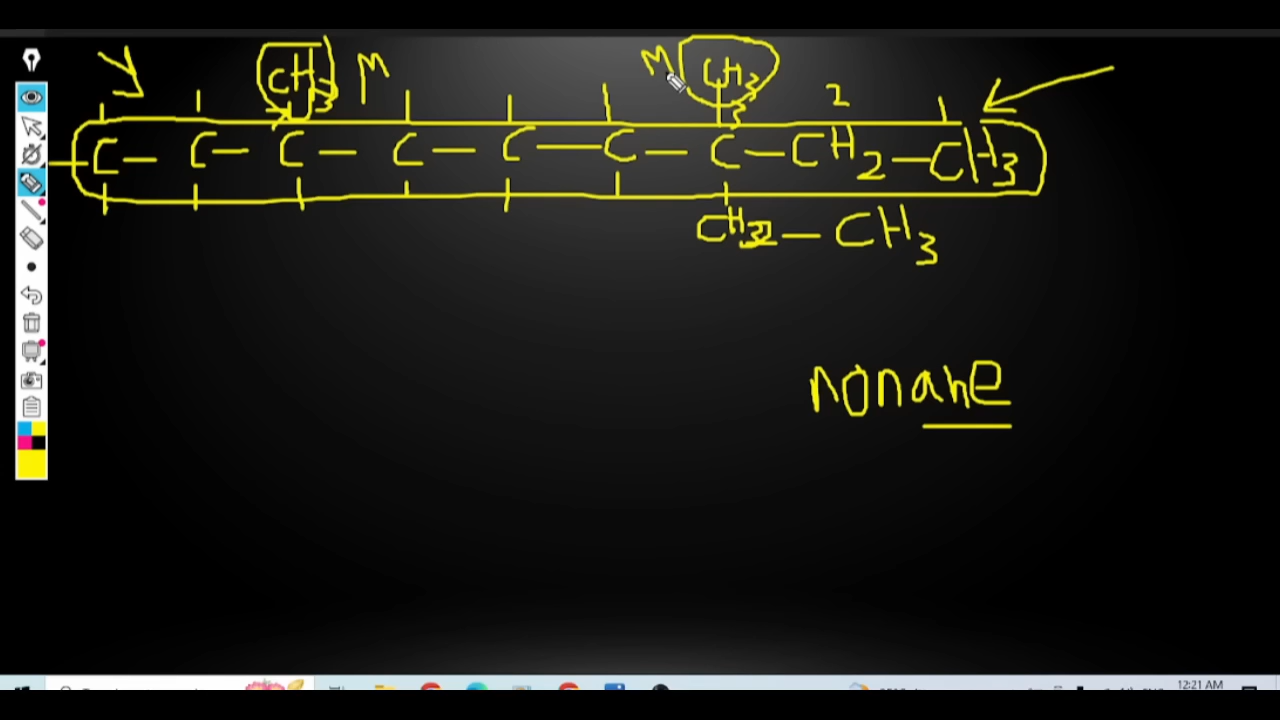 CH3 M M CH3 2
C – C – C – C – C – C – C – CH2 – CH3
CH2 – CH3
nonane
12:21 AM